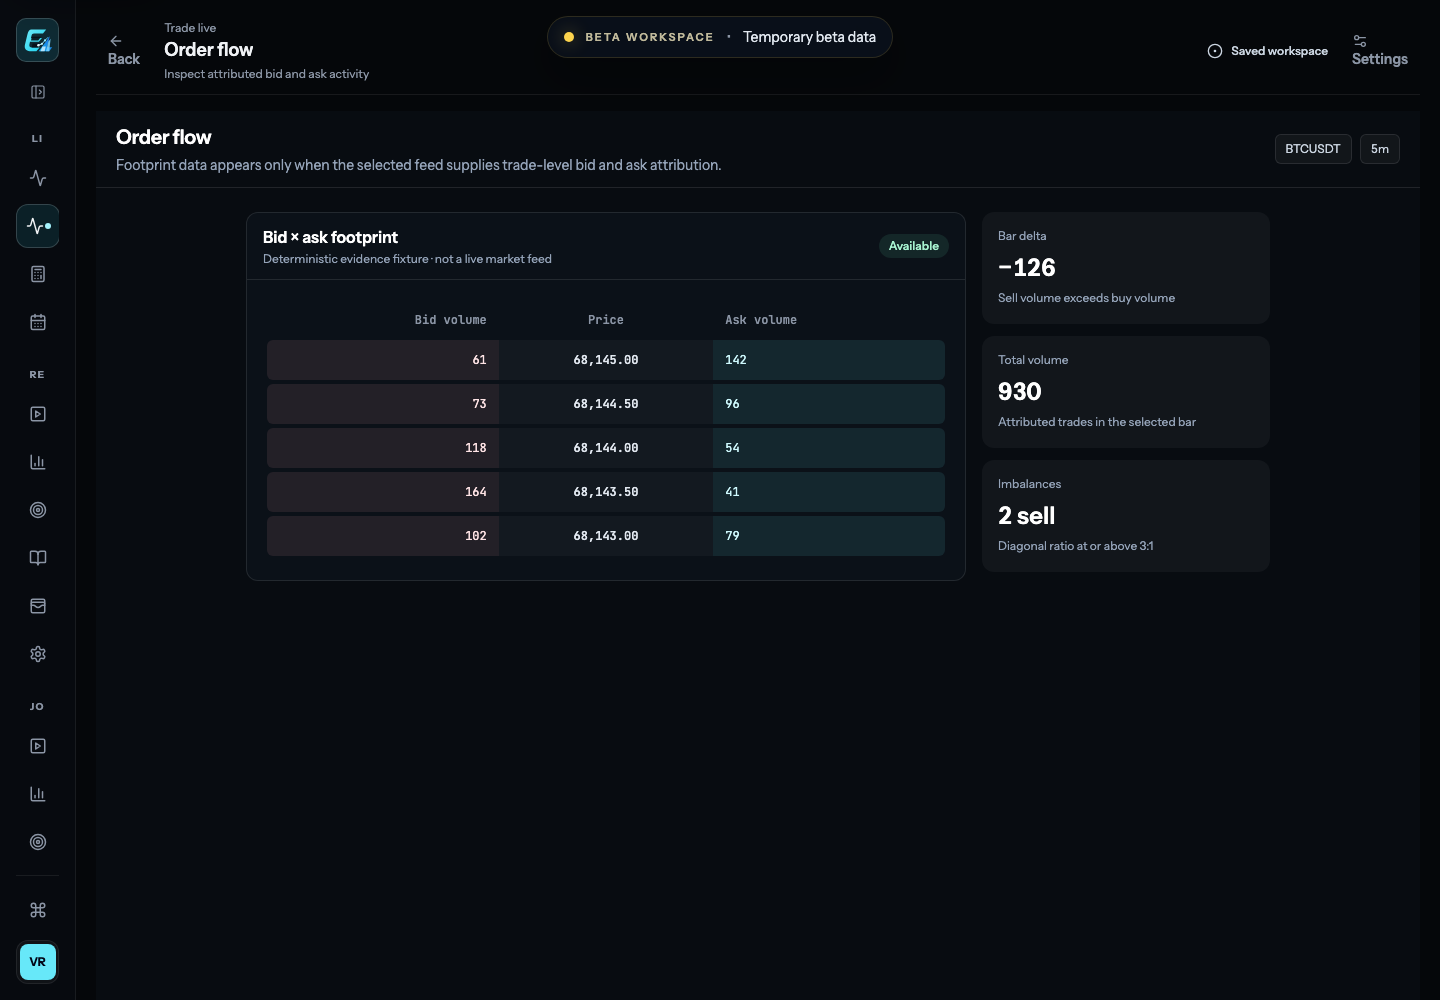 Back
Trade live
Order flow
Inspect attributed bid and ask activity
BETA WORKSPACE · Temporary beta data
Saved workspace
Settings
LI
RE
JO
VR
Order flow
Footprint data appears only when the selected feed supplies trade-level bid and ask attribution.
BTCUSDT
5m
Bid × ask footprint
Deterministic evidence fixture · not a live market feed
Available
Bid volume Price Ask volume
61 68,145.00 142
73 68,144.50 96
118 68,144.00 54
164 68,143.50 41
102 68,143.00 79
Bar delta
−126
Sell volume exceeds buy volume
Total volume
930
Attributed trades in the selected bar
Imbalances
2 sell
Diagonal ratio at or above 3:1